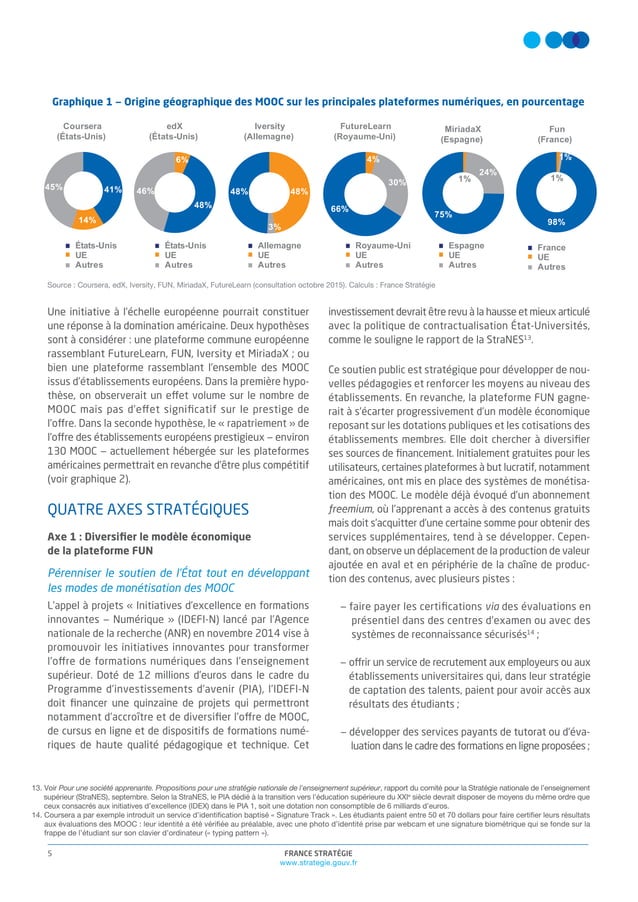 Graphique 1 – Origine géographique des MOOC sur les principales plateformes numériques, en pourcentage
Coursera
(États-Unis)
45%
41%
14%
États-Unis
UE
Autres
edX
(États-Unis)
6%
46%
48%
États-Unis
UE
Autres
Iversity
(Allemagne)
48%
48%
3%
Allemagne
UE
Autres
FutureLearn
(Royaume-Uni)
4%
30%
66%
Royaume-Uni
UE
Autres
MiriadaX
(Espagne)
1%
24%
75%
Espagne
UE
Autres
Fun
(France)
1%
1%
98%
France
UE
Autres
Source : Coursera, edX, Iversity, FUN, MiriadaX, FutureLearn (consultation octobre 2015). Calculs : France Stratégie
Une initiative à l’échelle européenne pourrait constituer
une réponse à la domination américaine. Deux hypothèses
sont à considérer : une plateforme commune européenne
rassemblant FutureLearn, FUN, Iversity et MiriadaX ; ou
bien une plateforme rassemblant l’ensemble des MOOC
issus d’établissements européens. Dans la première hypo-
thèse, on observerait un effet volume sur le nombre de
MOOC mais pas d’effet significatif sur le prestige de
l’offre. Dans la seconde hypothèse, le « rapatriement » de
l’offre des établissements européens prestigieux – environ
130 MOOC – actuellement hébergée sur les plateformes
américaines permettrait en revanche d’être plus compétitif
(voir graphique 2).
QUATRE AXES STRATÉGIQUES
Axe 1 : Diversifier le modèle économique
de la plateforme FUN
Pérenniser le soutien de l’État tout en développant
les modes de monétisation des MOOC
L’appel à projets « Initiatives d’excellence en formations
innovantes – Numérique » (IDEFI-N) lancé par l’Agence
nationale de la recherche (ANR) en novembre 2014 vise à
promouvoir les initiatives innovantes pour transformer
l’offre de formations numériques dans l’enseignement
supérieur. Doté de 12 millions d’euros dans le cadre du
Programme d’investissements d’avenir (PIA), l’IDEFI-N
doit financer une quinzaine de projets qui permettront
notamment d’accroître et de diversifier l’offre de MOOC,
de cursus en ligne et de dispositifs de formations numé-
riques de haute qualité pédagogique et technique. Cet
investissement devrait être revu à la hausse et mieux articulé
avec la politique de contractualisation État-Universités,
comme le souligne le rapport de la StraNES13.
Ce soutien public est stratégique pour développer de nou-
velles pédagogies et renforcer les moyens au niveau des
établissements. En revanche, la plateforme FUN gagne-
rait à s’écarter progressivement d’un modèle économique
reposant sur les dotations publiques et les cotisations des
établissements membres. Elle doit chercher à diversifier
ses sources de financement. Initialement gratuites pour les
utilisateurs, certaines plateformes à but lucratif, notamment
américaines, ont mis en place des systèmes de monétisa-
tion des MOOC. Le modèle déjà évoqué d’un abonnement
freemium, où l’apprenant a accès à des contenus gratuits
mais doit s’acquitter d’une certaine somme pour obtenir des
services supplémentaires, tend à se développer. Cepen-
dant, on observe un déplacement de la production de valeur
ajoutée en aval et en périphérie de la chaîne de produc-
tion des contenus, avec plusieurs pistes :
– faire payer les certifications via des évaluations en
présentiel dans des centres d’examen ou avec des
systèmes de reconnaissance sécurisés14 ;
– offrir un service de recrutement aux employeurs ou aux
établissements universitaires qui, dans leur stratégie
de captation des talents, paient pour avoir accès aux
résultats des étudiants ;
– développer des services payants de tutorat ou d’éva-
luation dans le cadre des formations en ligne proposées ;
13. Voir Pour une société apprenante. Propositions pour une stratégie nationale de l’enseignement supérieur, rapport du comité pour la Stratégie nationale de l’enseignement
supérieur (StraNES), septembre. Selon la StraNES, le PIA dédié à la transition vers l’éducation supérieure du XXIe siècle devrait disposer de moyens du même ordre que
ceux consacrés aux initiatives d’excellence (IDEX) dans le PIA 1, soit une dotation non consomptible de 6 milliards d’euros.
14. Coursera a par exemple introduit un service d’identification baptisé « Signature Track ». Les étudiants paient entre 50 et 70 dollars pour faire certifier leurs résultats
aux évaluations des MOOC : leur identité a été vérifiée au préalable, avec une photo d’identité prise par webcam et une signature biométrique qui se fonde sur la
frappe de l’étudiant sur son clavier d’ordinateur (« typing pattern »).
5
FRANCE STRATÉGIE
www.strategie.gouv.fr